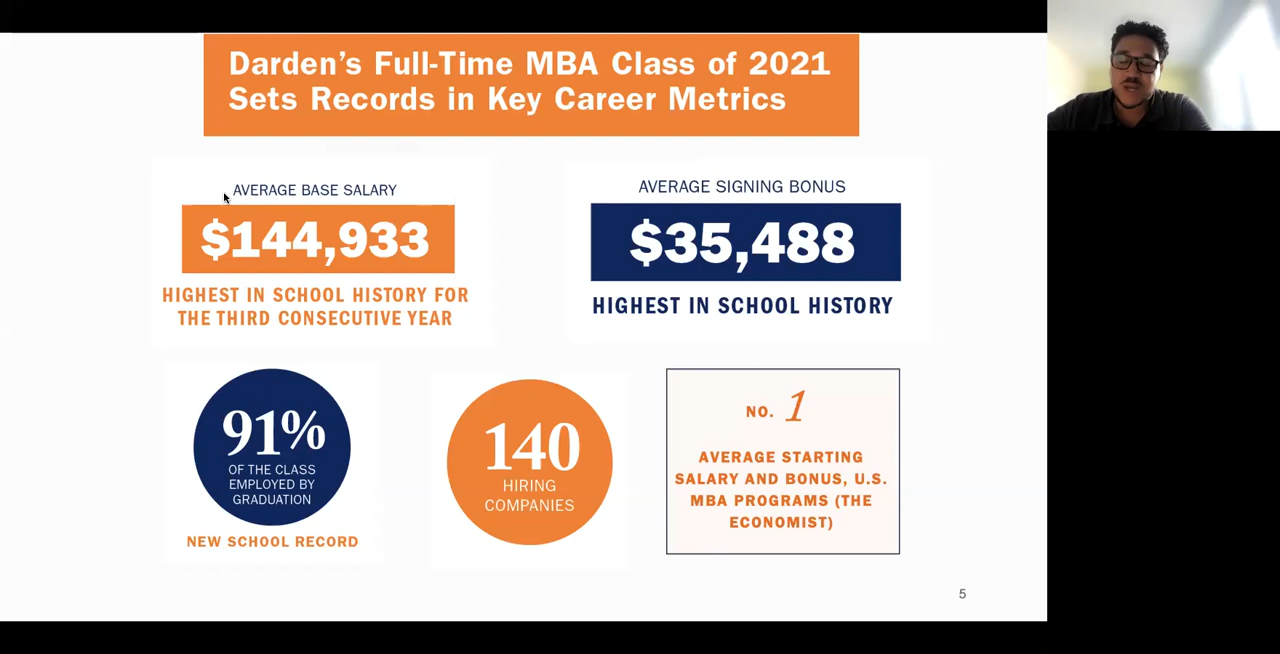 Darden's Full-Time MBA Class of 2021
Sets Records in Key Career Metrics
AVERAGE BASE SALARY
$144,933
HIGHEST IN SCHOOL HISTORY FOR
THE THIRD CONSECUTIVE YEAR
AVERAGE SIGNING BONUS
$35,488
HIGHEST IN SCHOOL HISTORY
91%
OF THE CLASS
EMPLOYED BY
GRADUATION
NEW SCHOOL RECORD
140
HIRING
COMPANIES
NO. 1
AVERAGE STARTING
SALARY AND BONUS, U.S.
MBA PROGRAMS (THE
ECONOMIST)
5